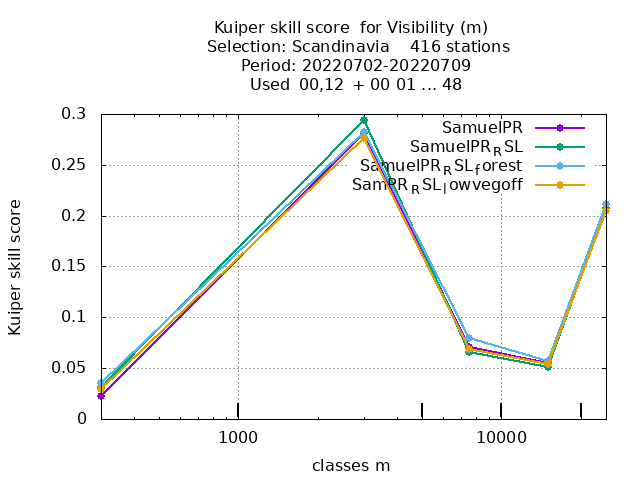 Kuiper skill score  for Visibility (m)
Selection: Scandinavia    416 stations
Period: 20220702-20220709
Used  00,12  + 00 01 ... 48
0.3
0.25
0.2
0.15
0.1
0.05
0
Kuiper skill score
SamuelPR
SamuelPR_RSL
SamuelPR_RSL_forest
SamPR_RSL_lowvegoff
1000
10000
classes m